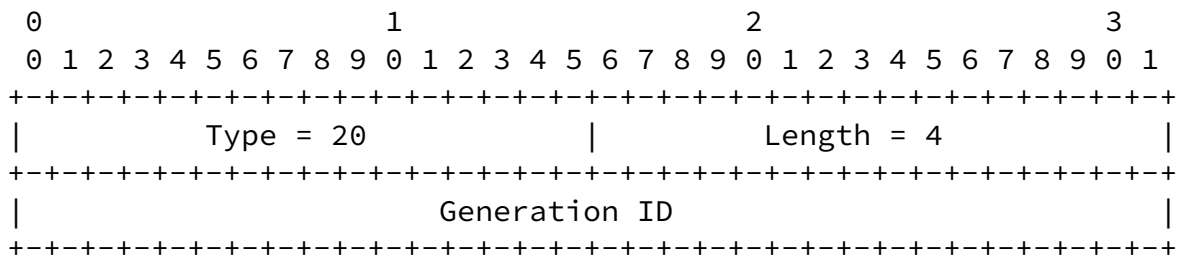 0                   1                   2                   3
 0 1 2 3 4 5 6 7 8 9 0 1 2 3 4 5 6 7 8 9 0 1 2 3 4 5 6 7 8 9 0 1
+-+-+-+-+-+-+-+-+-+-+-+-+-+-+-+-+-+-+-+-+-+-+-+-+-+-+-+-+-+-+-+-+
|          Type = 20            |         Length = 4            |
+-+-+-+-+-+-+-+-+-+-+-+-+-+-+-+-+-+-+-+-+-+-+-+-+-+-+-+-+-+-+-+-+
|                       Generation ID                           |
+-+-+-+-+-+-+-+-+-+-+-+-+-+-+-+-+-+-+-+-+-+-+-+-+-+-+-+-+-+-+-+-+